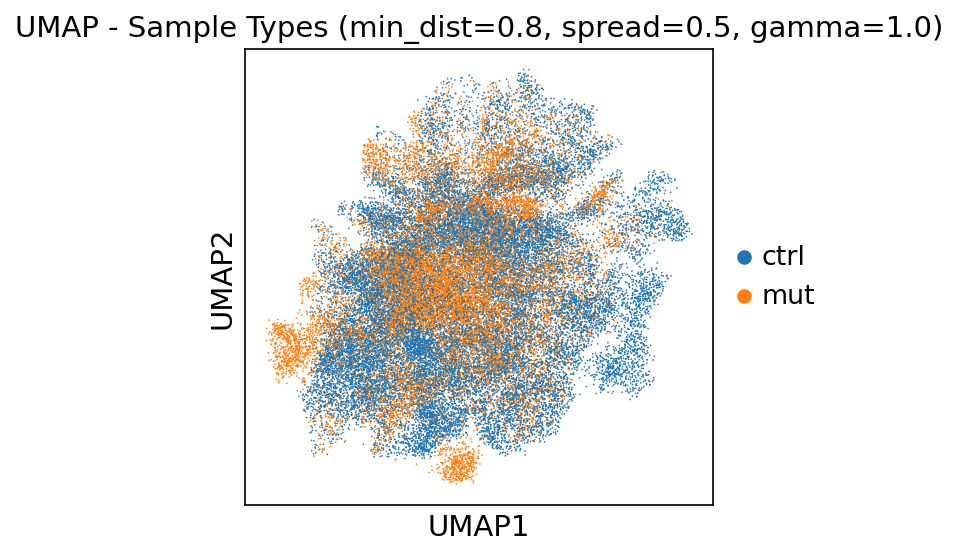 UMAP - Sample Types (min_dist=0.8, spread=0.5, gamma=1.0)
UMAP2
ctrl
mut
UMAP1